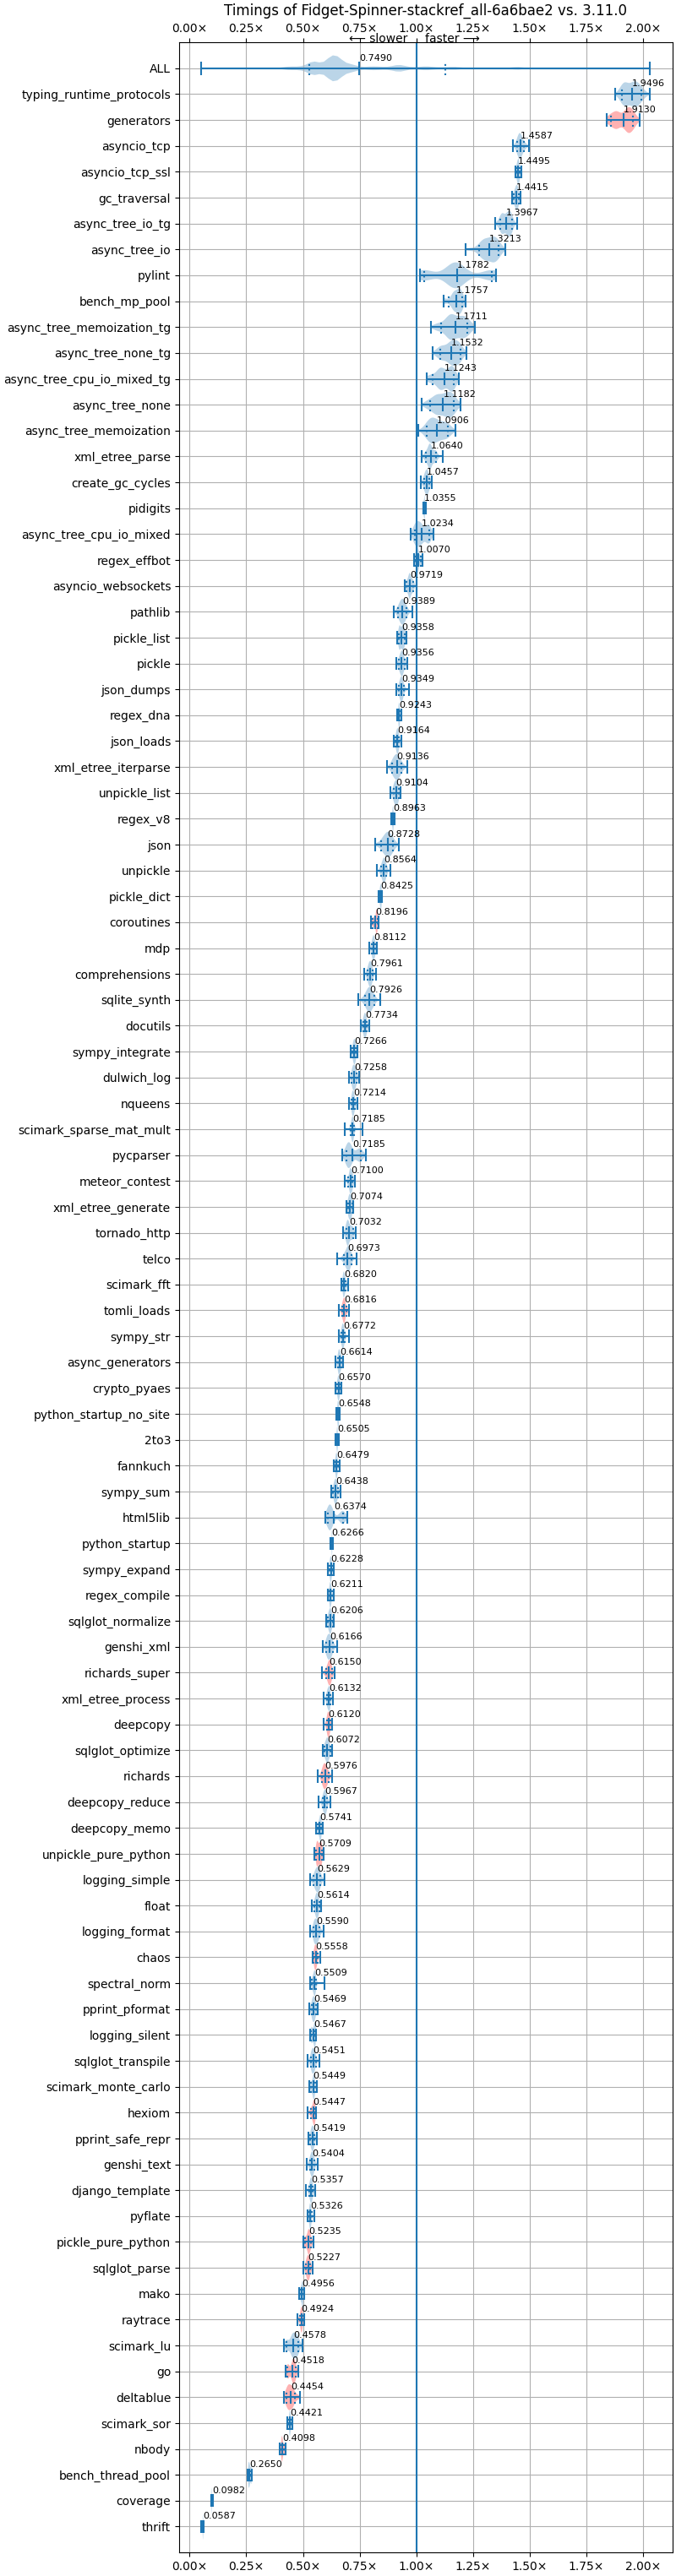 Timings of Fidget-Spinner-stackref_all-6a6bae2 vs. 3.11.0
0.00× 0.25× 0.50× 0.75× 1.00× 1.25× 1.50× 1.75× 2.00×
⟵ slower faster ⟶
ALL 0.7490
typing_runtime_protocols 1.9496
generators 1.9130
asyncio_tcp 1.4587
asyncio_tcp_ssl 1.4495
gc_traversal 1.4415
async_tree_io_tg 1.3967
async_tree_io 1.3213
pylint 1.1782
bench_mp_pool 1.1757
async_tree_memoization_tg 1.1711
async_tree_none_tg 1.1532
async_tree_cpu_io_mixed_tg 1.1243
async_tree_none 1.1182
async_tree_memoization 1.0906
xml_etree_parse 1.0640
create_gc_cycles 1.0457
pidigits 1.0355
async_tree_cpu_io_mixed 1.0234
regex_effbot 1.0070
asyncio_websockets 0.9719
pathlib 0.9389
pickle_list 0.9358
pickle 0.9356
json_dumps 0.9349
regex_dna 0.9243
json_loads 0.9164
xml_etree_iterparse 0.9136
unpickle_list 0.9104
regex_v8 0.8963
json 0.8728
unpickle 0.8564
pickle_dict 0.8425
coroutines 0.8196
mdp 0.8112
comprehensions 0.7961
sqlite_synth 0.7926
docutils 0.7734
sympy_integrate 0.7266
dulwich_log 0.7258
nqueens 0.7214
scimark_sparse_mat_mult 0.7185
pycparser 0.7185
meteor_contest 0.7100
xml_etree_generate 0.7074
tornado_http 0.7032
telco 0.6973
scimark_fft 0.6820
tomli_loads 0.6816
sympy_str 0.6772
async_generators 0.6614
crypto_pyaes 0.6570
python_startup_no_site 0.6548
2to3 0.6505
fannkuch 0.6479
sympy_sum 0.6438
html5lib 0.6374
python_startup 0.6266
sympy_expand 0.6228
regex_compile 0.6211
sqlglot_normalize 0.6206
genshi_xml 0.6166
richards_super 0.6150
xml_etree_process 0.6132
deepcopy 0.6120
sqlglot_optimize 0.6072
richards 0.5976
deepcopy_reduce 0.5967
deepcopy_memo 0.5741
unpickle_pure_python 0.5709
logging_simple 0.5629
float 0.5614
logging_format 0.5590
chaos 0.5558
spectral_norm 0.5509
pprint_pformat 0.5469
logging_silent 0.5467
sqlglot_transpile 0.5451
scimark_monte_carlo 0.5449
hexiom 0.5447
pprint_safe_repr 0.5419
genshi_text 0.5404
django_template 0.5357
pyflate 0.5326
pickle_pure_python 0.5235
sqlglot_parse 0.5227
mako 0.4956
raytrace 0.4924
scimark_lu 0.4578
go 0.4518
deltablue 0.4454
scimark_sor 0.4421
nbody 0.4098
bench_thread_pool 0.2650
coverage 0.0982
thrift 0.0587
0.00× 0.25× 0.50× 0.75× 1.00× 1.25× 1.50× 1.75× 2.00×